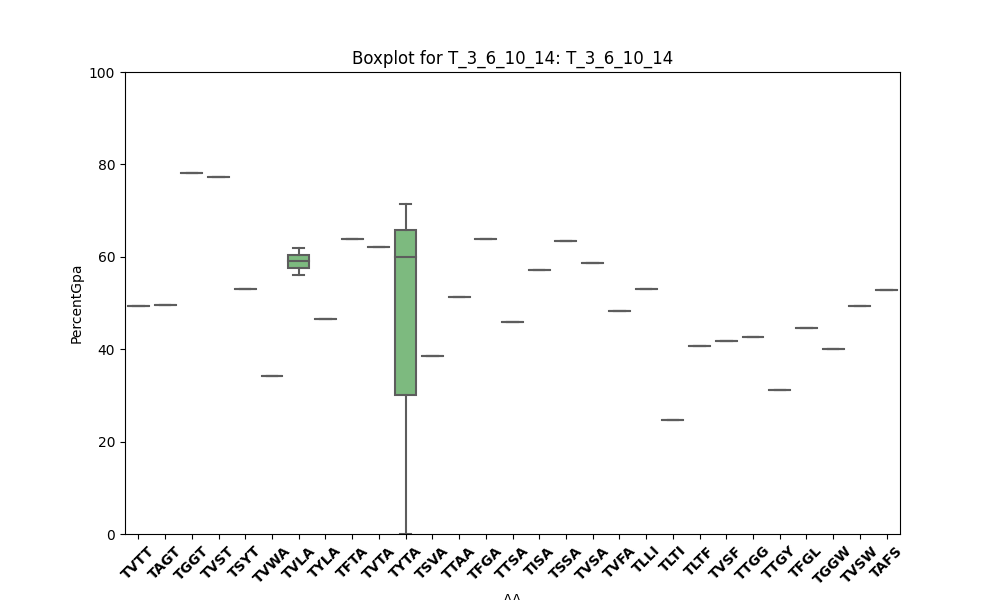 Boxplot for T_3_6_10_14: T_3_6_10_14
100
80
60
40
20
0
PercentGpa
TVTT
TAGT
TGGT
TVST
TSYT
TVWA
TVLA
TYLA
TFTA
TVTA
TYTA
TSVA
TTAA
TFGA
TTSA
TISA
TSSA
TVSA
TVFA
TLLI
TLTI
TLTF
TVSF
TTGG
TTGY
TFGL
TGGW
TVSW
TAFS
AA